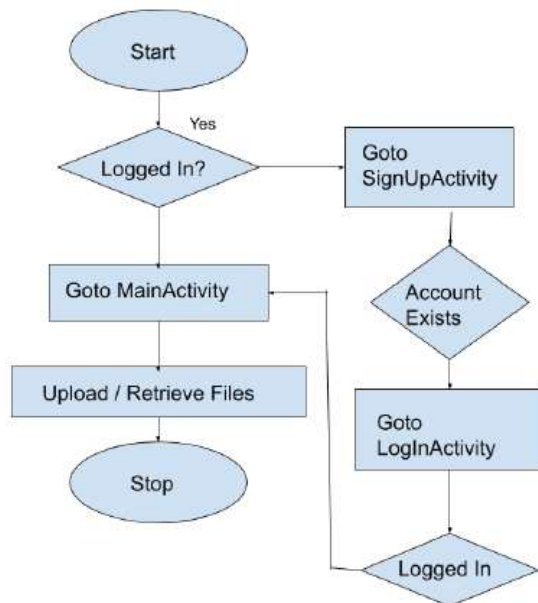 Start
Yes
Logged In?
Goto
SignUpActivity
Goto MainActivity
Account
Exists
Upload / Retrieve Files
Goto
LogInActivity
Stop
Logged In